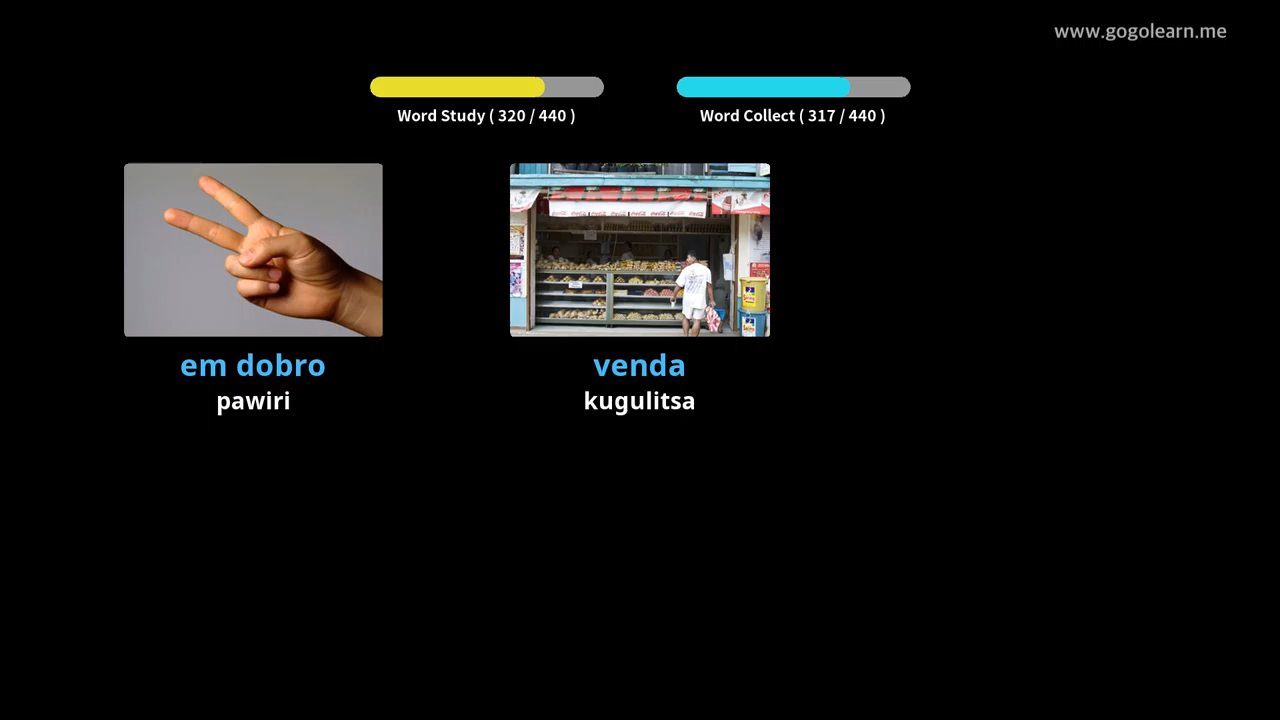 www.gogolearn.me
Word Study ( 320 / 440 )
Word Collect ( 317 / 440 )
em dobro
pawiri
venda
kugulitsa